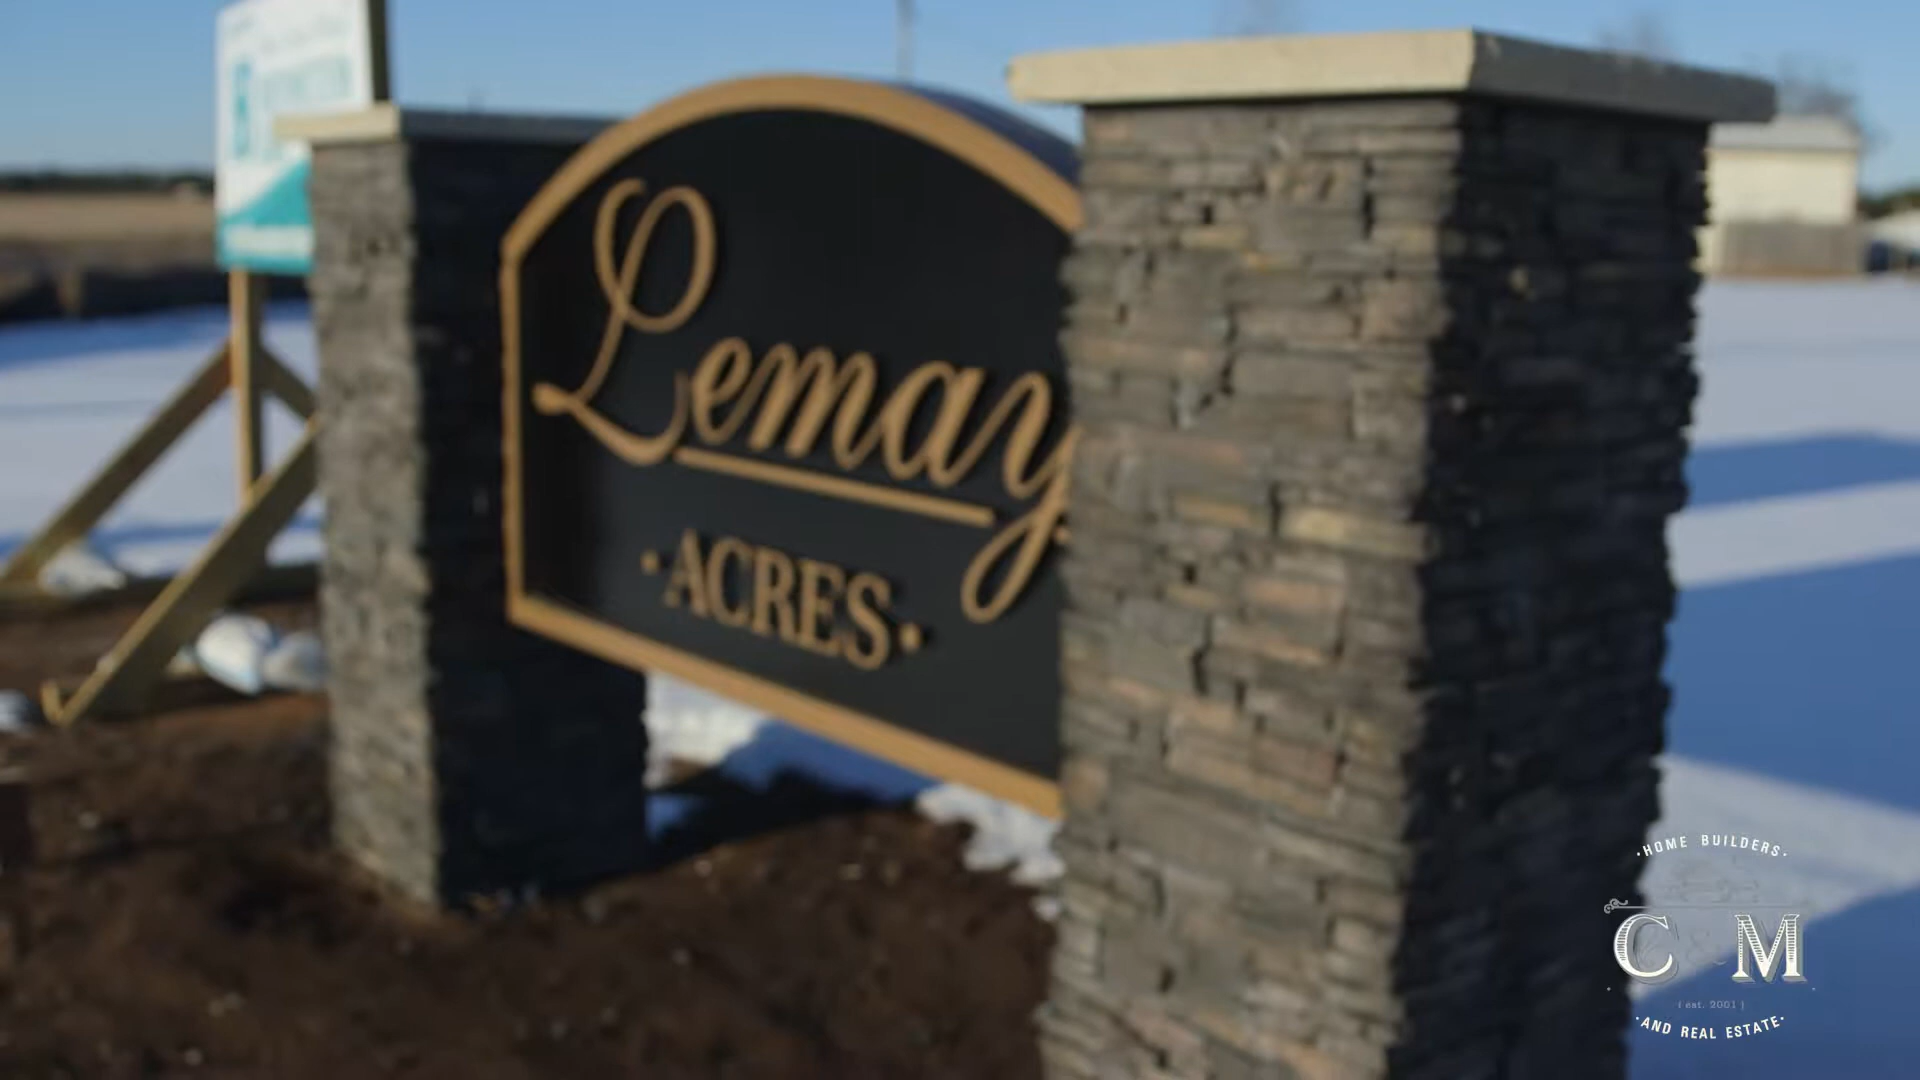 Lemay
·ACRES·
·HOME BUILDERS·
C & M
( est. 2001 )
·AND REAL ESTATE·